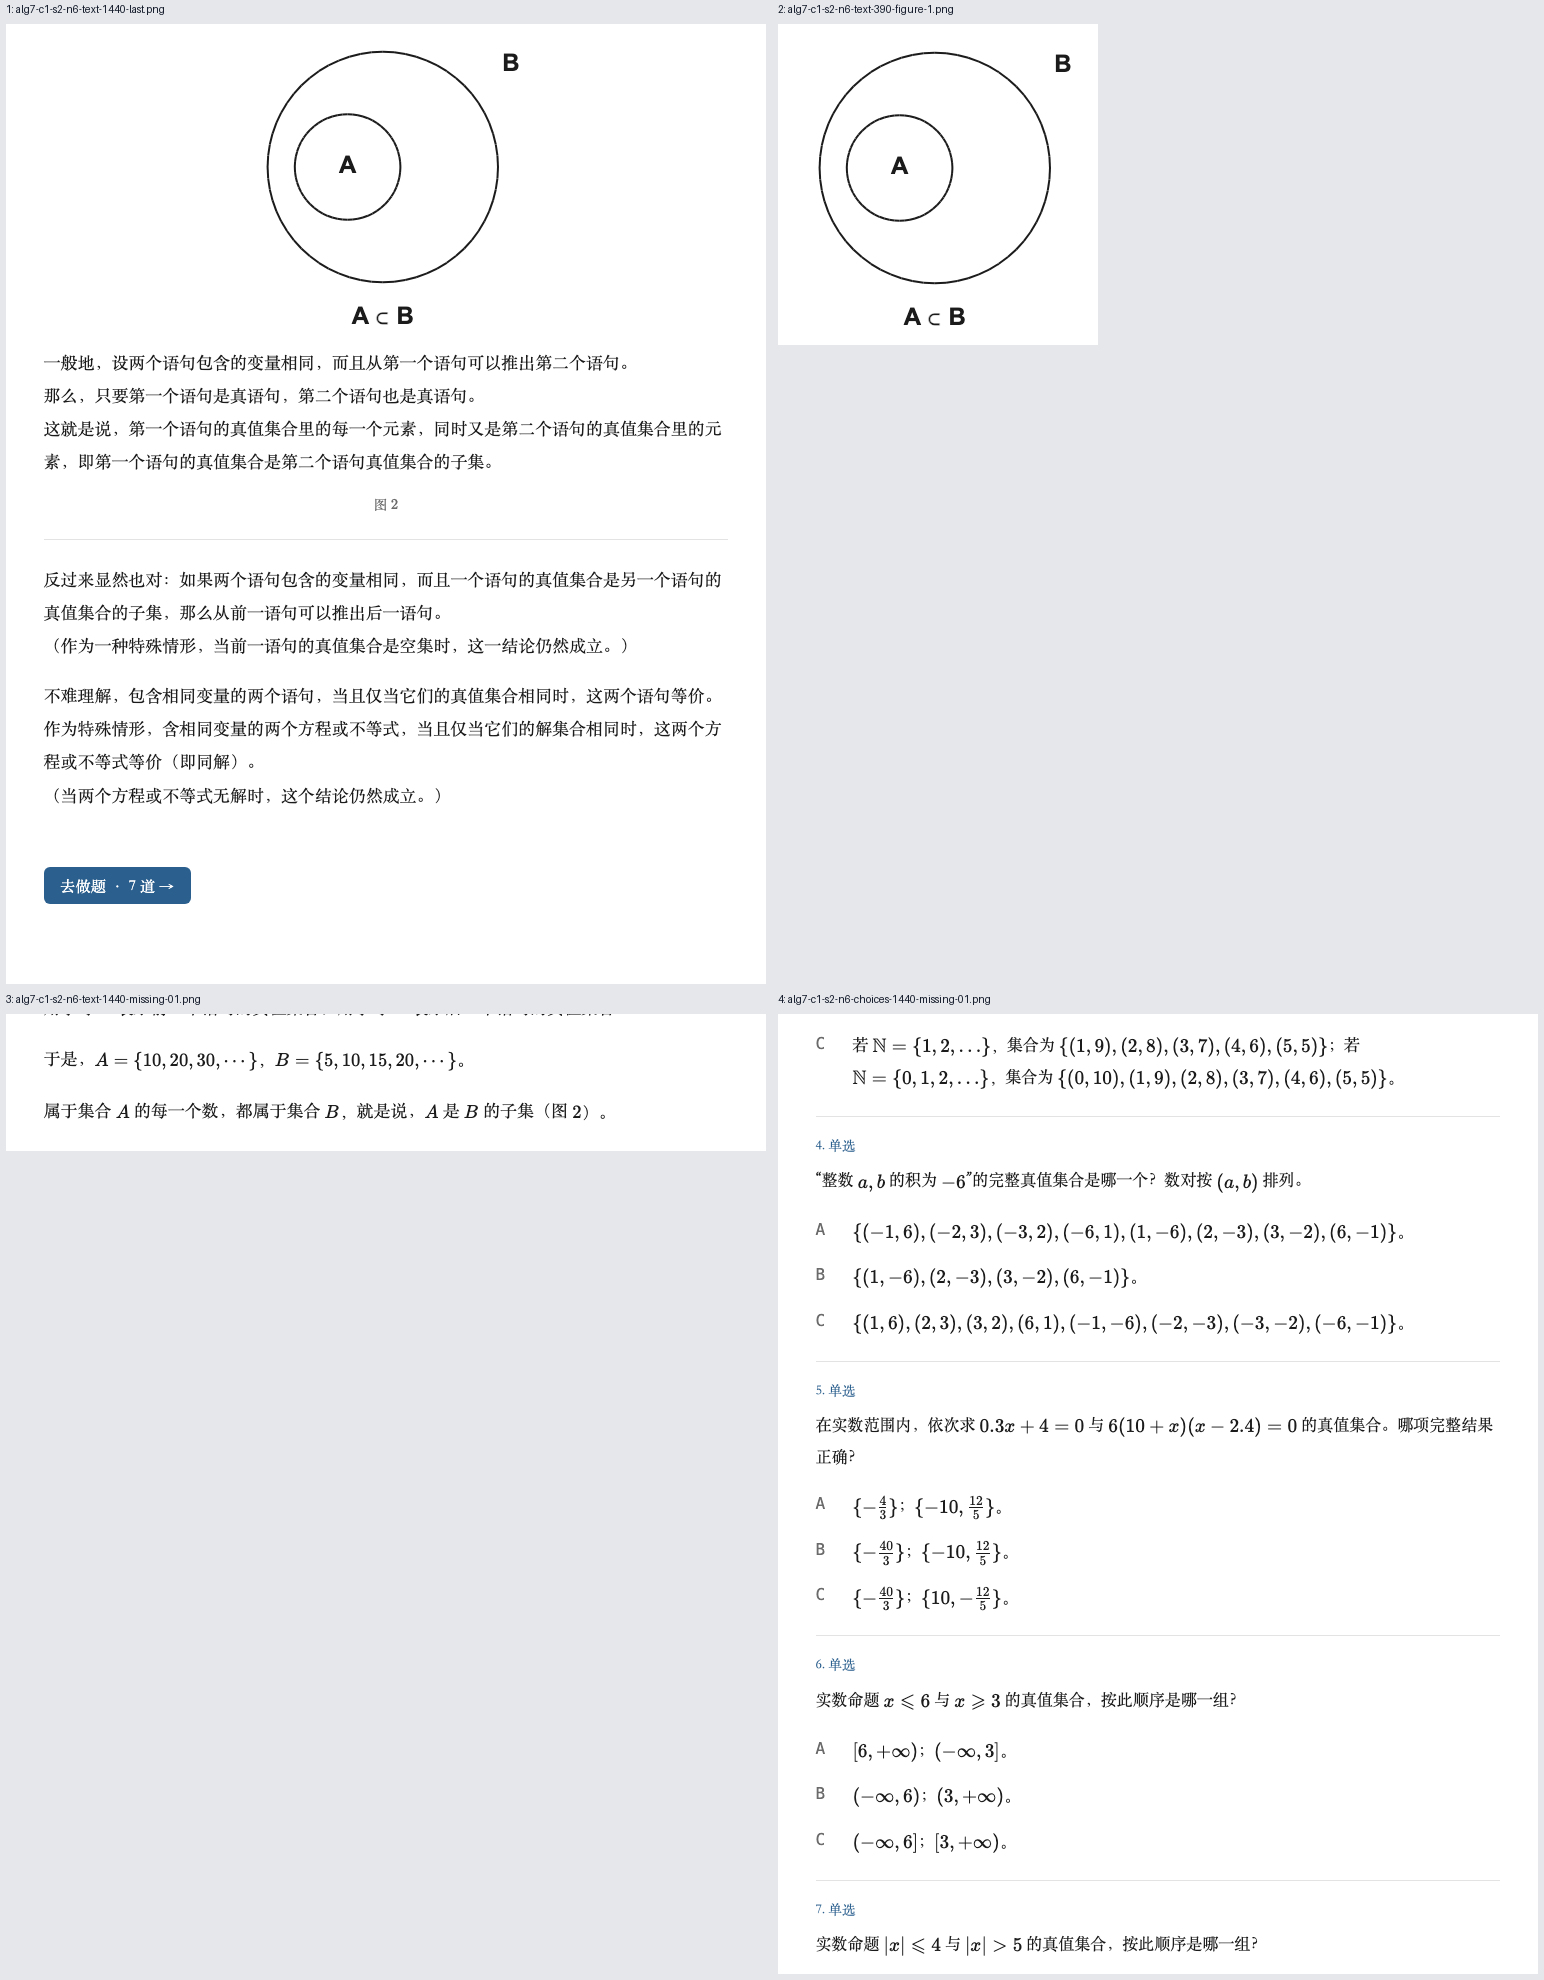 1: alg7-c1-s2-n6-text-1440-last.png
B
A
A ⊂ B
一般地，设两个语句包含的变量相同，而且从第一个语句可以推出第二个语句。
那么，只要第一个语句是真语句，第二个语句也是真语句。
这就是说，第一个语句的真值集合里的每一个元素，同时又是第二个语句的真值集合里的元
素，即第一个语句的真值集合是第二个语句真值集合的子集。
图 2
反过来显然也对：如果两个语句包含的变量相同，而且一个语句的真值集合是另一个语句的
真值集合的子集，那么从前一语句可以推出后一语句。
（作为一种特殊情形，当前一语句的真值集合是空集时，这一结论仍然成立。）
不难理解，包含相同变量的两个语句，当且仅当它们的真值集合相同时，这两个语句等价。
作为特殊情形，含相同变量的两个方程或不等式，当且仅当它们的解集合相同时，这两个方
程或不等式等价（即同解）。
（当两个方程或不等式无解时，这个结论仍然成立。）
去做题 · 7 道 →
2: alg7-c1-s2-n6-text-390-figure-1.png
B
A
A ⊂ B
3: alg7-c1-s2-n6-text-1440-missing-01.png
于是，A = {10, 20, 30, ⋯}，B = {5, 10, 15, 20, ⋯}。
属于集合 A 的每一个数，都属于集合 B，就是说，A 是 B 的子集（图 2）。
4: alg7-c1-s2-n6-choices-1440-missing-01.png
C 若 ℕ = {1, 2, …}，集合为 {(1, 9), (2, 8), (3, 7), (4, 6), (5, 5)}；若
ℕ = {0, 1, 2, …}，集合为 {(0, 10), (1, 9), (2, 8), (3, 7), (4, 6), (5, 5)}。
4. 单选
“整数 a, b 的积为 −6”的完整真值集合是哪一个？数对按 (a, b) 排列。
A {(−1, 6), (−2, 3), (−3, 2), (−6, 1), (1, −6), (2, −3), (3, −2), (6, −1)}。
B {(1, −6), (2, −3), (3, −2), (6, −1)}。
C {(1, 6), (2, 3), (3, 2), (6, 1), (−1, −6), (−2, −3), (−3, −2), (−6, −1)}。
5. 单选
在实数范围内，依次求 0.3x + 4 = 0 与 6(10 + x)(x − 2.4) = 0 的真值集合。哪项完整结果
正确？
A {−4/3}；{−10, 12/5}。
B {−40/3}；{−10, 12/5}。
C {−40/3}；{10, −12/5}。
6. 单选
实数命题 x ⩽ 6 与 x ⩾ 3 的真值集合，按此顺序是哪一组？
A [6, +∞)；(−∞, 3]。
B (−∞, 6)；(3, +∞)。
C (−∞, 6]；[3, +∞)。
7. 单选
实数命题 |x| ⩽ 4 与 |x| > 5 的真值集合，按此顺序是哪一组？